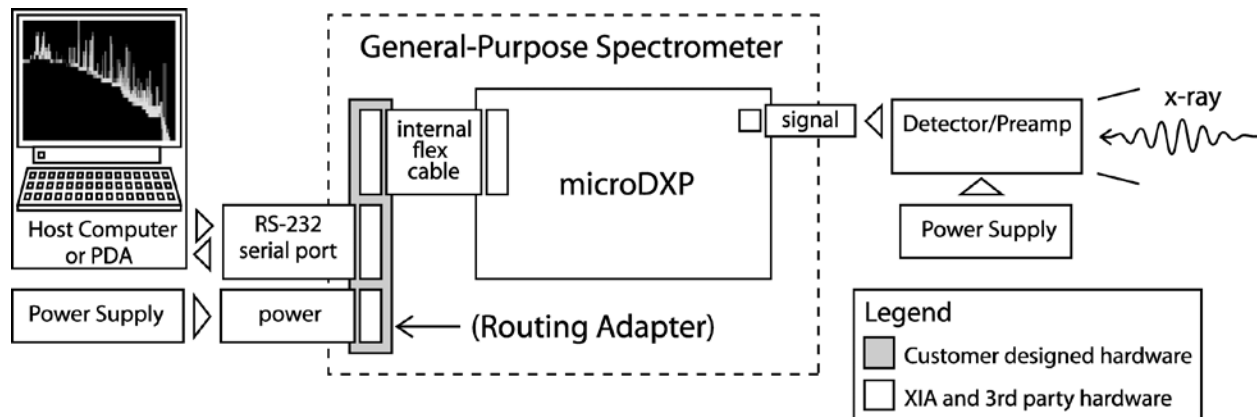 General-Purpose Spectrometer
internal
flex
cable
microDXP
signal
Detector/Preamp
x-ray
Host Computer
or PDA
RS-232
serial port
Power Supply
Power Supply
power
(Routing Adapter)
Legend
Customer designed hardware
XIA and 3rd party hardware